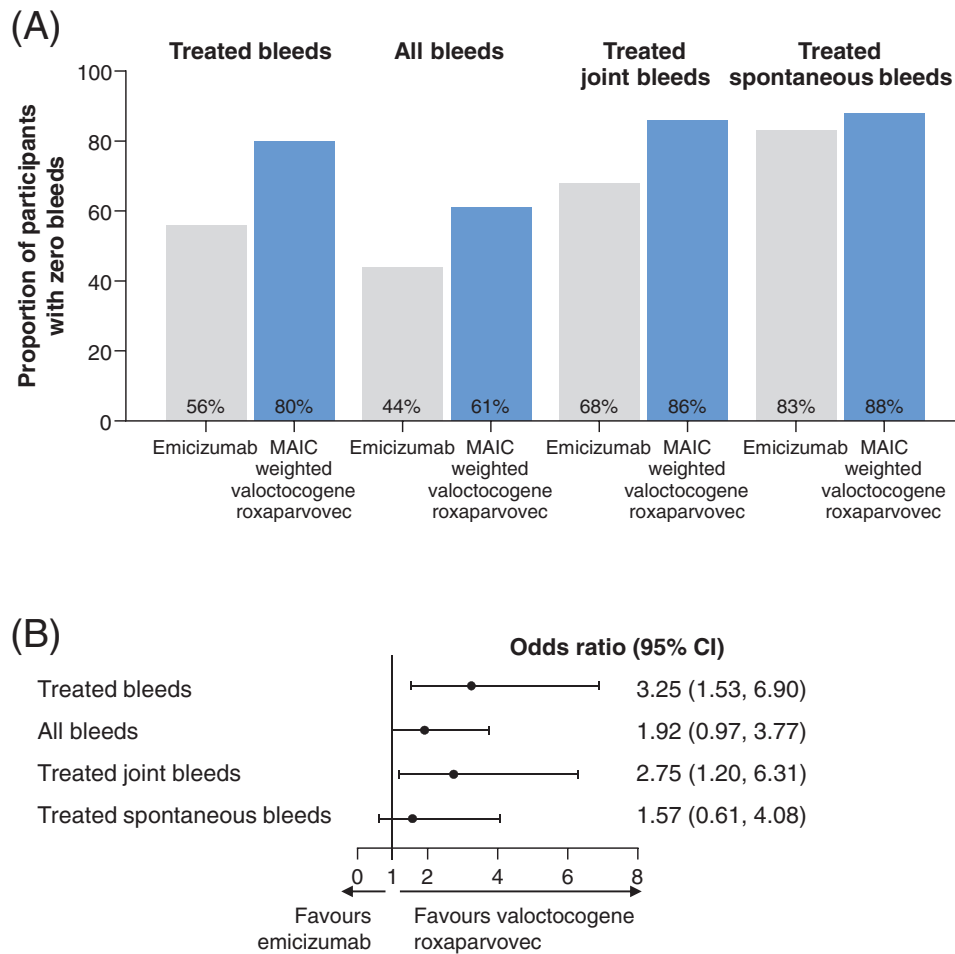 (A)
Treated bleeds
All bleeds
Treated
joint bleeds
Treated
spontaneous bleeds
Proportion of participants
with zero bleeds
100
80
60
40
20
0
56%
80%
44%
61%
68%
86%
83%
88%
Emicizumab
MAIC
weighted
valoctocogene
roxaparvovec
Emicizumab
MAIC
weighted
valoctocogene
roxaparvovec
Emicizumab
MAIC
weighted
valoctocogene
roxaparvovec
Emicizumab
MAIC
weighted
valoctocogene
roxaparvovec
(B)
Odds ratio (95% CI)
Treated bleeds 3.25 (1.53, 6.90)
All bleeds 1.92 (0.97, 3.77)
Treated joint bleeds 2.75 (1.20, 6.31)
Treated spontaneous bleeds 1.57 (0.61, 4.08)
0 1 2 4 6 8
Favours
emicizumab
Favours valoctocogene
roxaparvovec